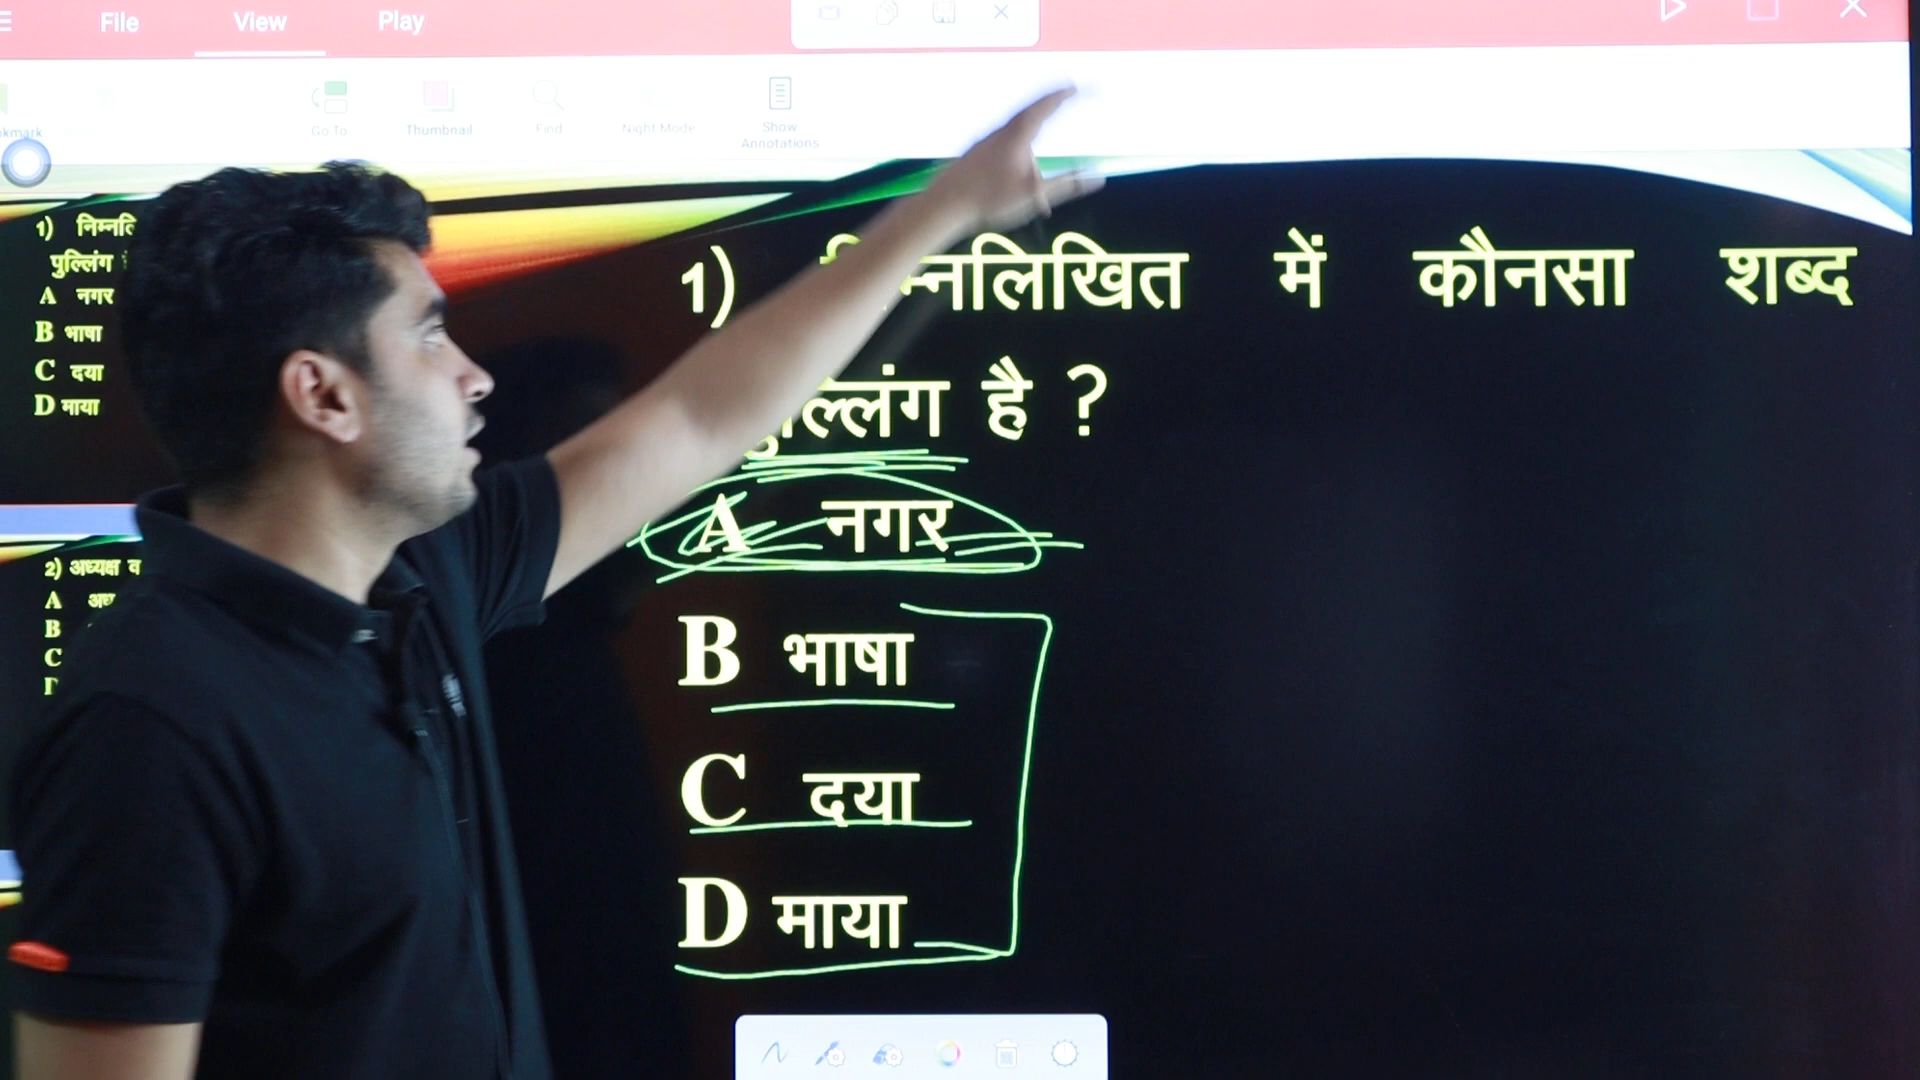 File View Play
Go To Thumbnail Find Night Mode Show Annotations
1)
पुल्लिंग
A नगर
B भाषा
C दया
D माया
2) अध्यक्ष व
A
B
C
1) में कौनसा शब्द
है ?
A नगर
B भाषा
C दया
D माया